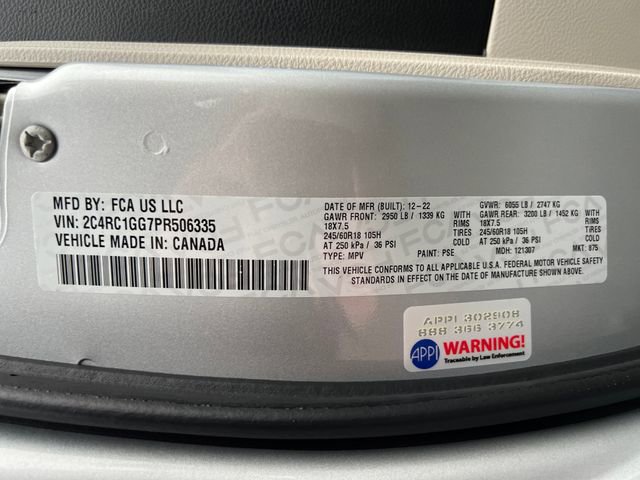 MFD BY: FCA US LLC
VIN: 2C4RC1GG7PR506335
VEHICLE MADE IN: CANADA
DATE OF MFR (BUILT): 12-22 GVWR: 6055 LB / 2747 KG
GAWR FRONT: 2950 LB / 1339 KG WITH GAWR REAR: 3200 LB / 1452 KG WITH
18X7.5 RIMS 18X7.5 RIMS
245/60R18 105H TIRES 245/60R18 105H TIRES
AT 250 kPa / 36 PSI COLD AT 250 kPa / 36 PSI COLD
TYPE: MPV PAINT: PSE MDH: 121307 MKT: 875
THIS VEHICLE CONFORMS TO ALL APPLICABLE U.S.A. FEDERAL MOTOR VEHICLE SAFETY
STANDARDS IN EFFECT ON THE DATE OF MANUFACTURE SHOWN ABOVE.
APPI 302908
888 366 3774
APPI WARNING!
Traceable by Law Enforcement